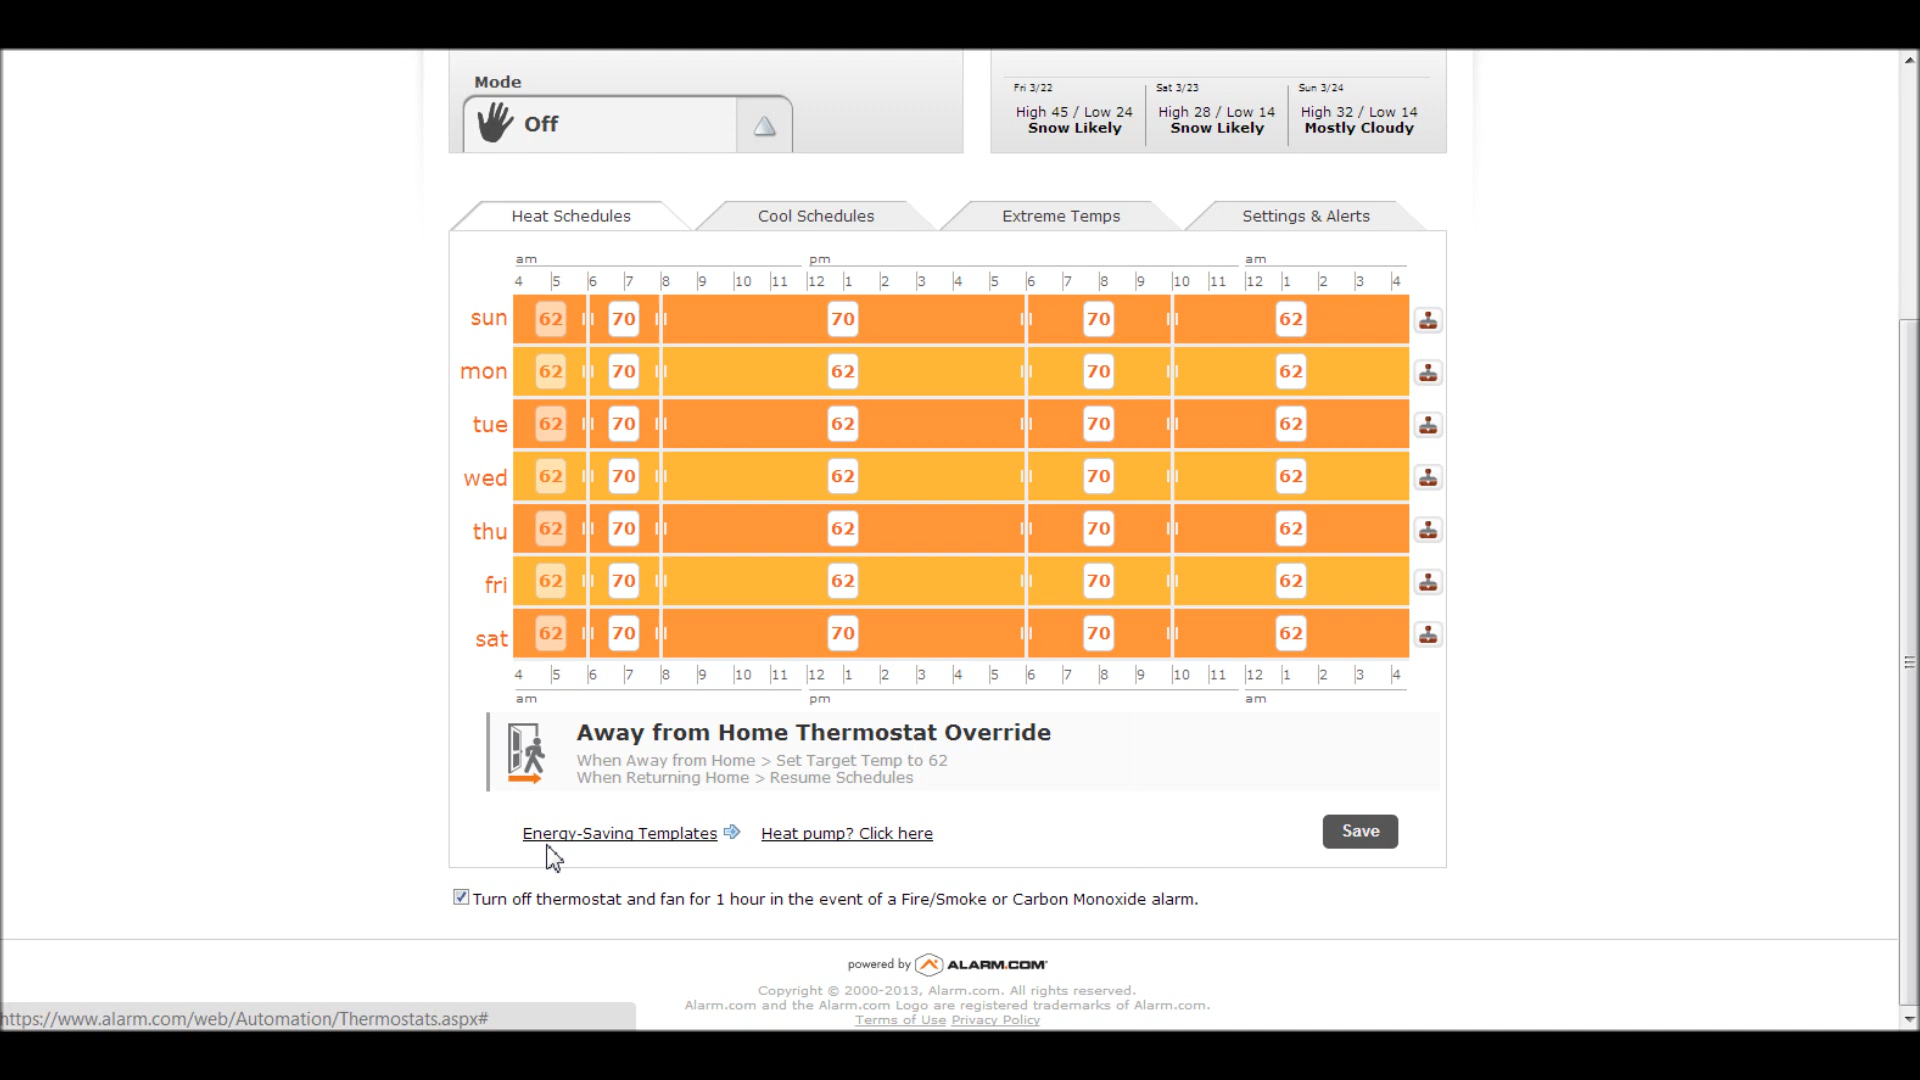 Mode
Off
Fri 3/22
High 45 / Low 24
Snow Likely
Sat 3/23
High 28 / Low 14
Snow Likely
Sun 3/24
High 32 / Low 14
Mostly Cloudy
Heat Schedules Cool Schedules Extreme Temps Settings & Alerts
am pm am
4 5 6 7 8 9 10 11 12 1 2 3 4 5 6 7 8 9 10 11 12 1 2 3 4
sun 62 70 70 70 62
mon 62 70 62 70 62
tue 62 70 62 70 62
wed 62 70 62 70 62
thu 62 70 62 70 62
fri 62 70 62 70 62
sat 62 70 70 70 62
4 5 6 7 8 9 10 11 12 1 2 3 4 5 6 7 8 9 10 11 12 1 2 3 4
am pm am
Away from Home Thermostat Override
When Away from Home > Set Target Temp to 62
When Returning Home > Resume Schedules
Energy-Saving Templates Heat pump? Click here Save
Turn off thermostat and fan for 1 hour in the event of a Fire/Smoke or Carbon Monoxide alarm.
powered by ALARM.COM
Copyright © 2000-2013, Alarm.com. All rights reserved.
Alarm.com and the Alarm.com Logo are registered trademarks of Alarm.com.
Terms of Use Privacy Policy
https://www.alarm.com/web/Automation/Thermostats.aspx#